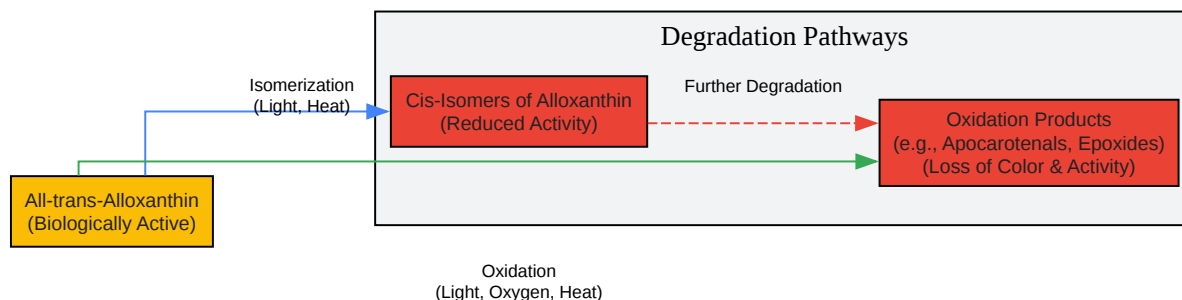 Degradation Pathways
Isomerization
(Light, Heat)
Cis-Isomers of Alloxanthin
(Reduced Activity)
Further Degradation
Oxidation Products
(e.g., Apocarotenals, Epoxides)
(Loss of Color & Activity)
All-trans-Alloxanthin
(Biologically Active)
Oxidation
(Light, Oxygen, Heat)